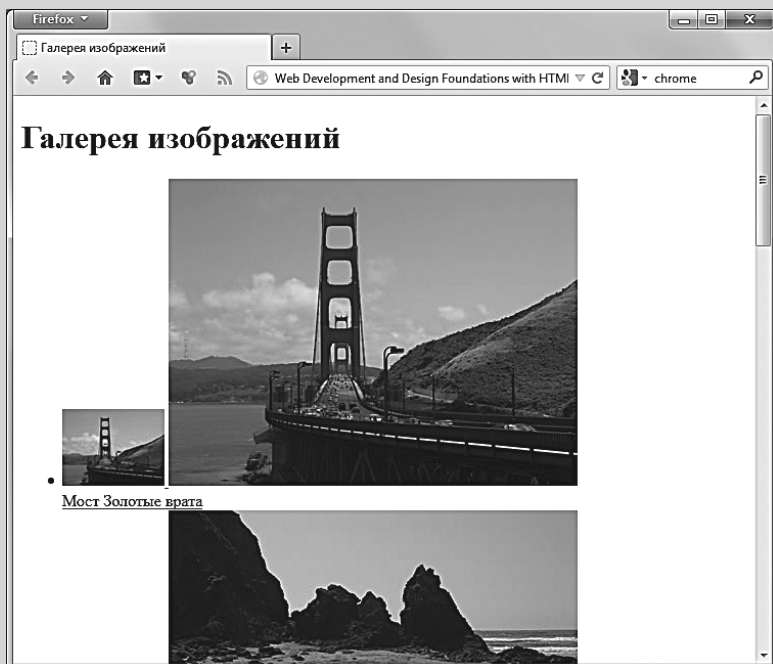 Firefox
Галерея изображений
Web Development and Design Foundations with HTMl
chrome
Галерея изображений
Мост Золотые врата